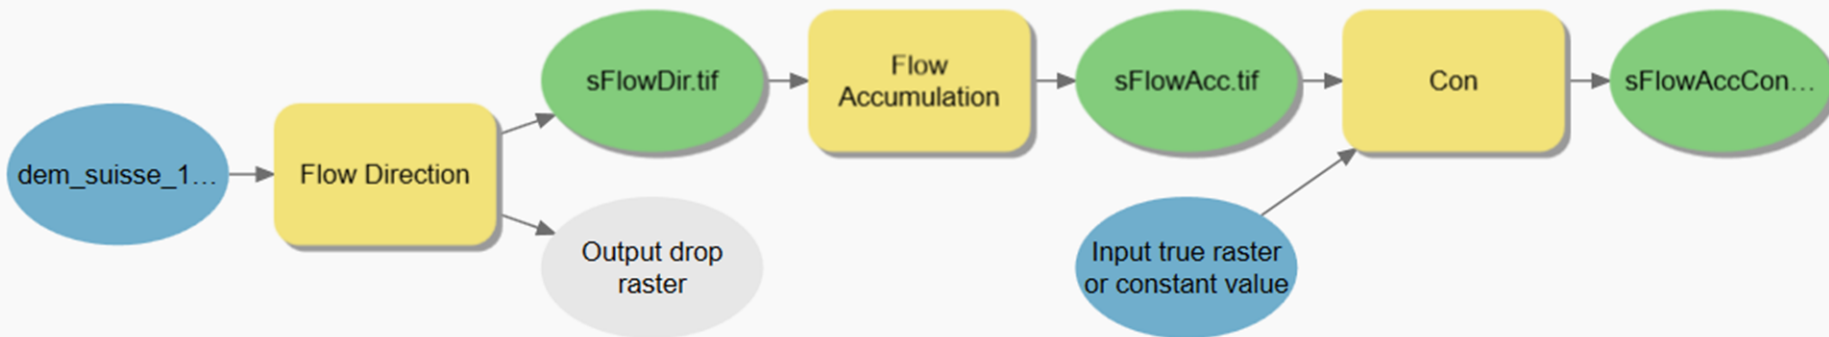 dem_suisse_1...
Flow Direction
sFlowDir.tif
Output drop
raster
Flow
Accumulation
sFlowAcc.tif
Input true raster
or constant value
Con
sFlowAccCon...